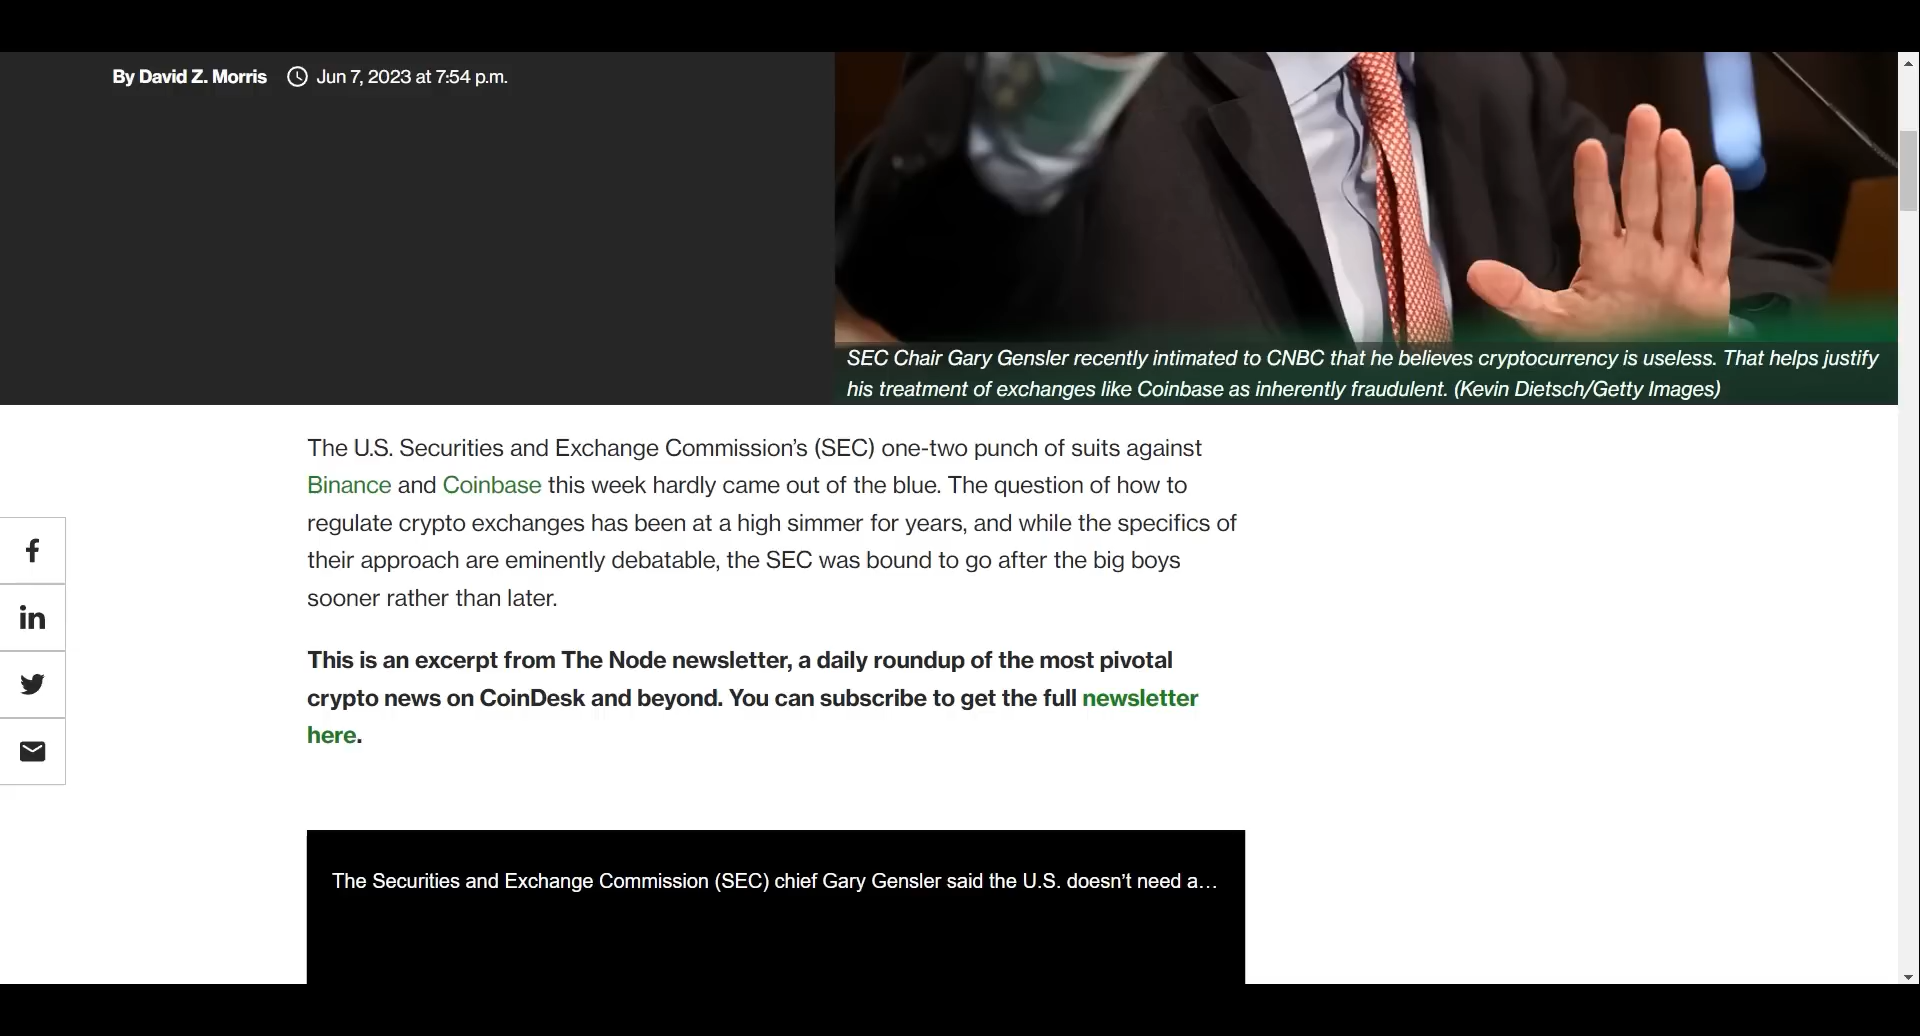 By David Z. Morris Jun 7, 2023 at 7:54 p.m.
SEC Chair Gary Gensler recently intimated to CNBC that he believes cryptocurrency is useless. That helps justify
his treatment of exchanges like Coinbase as inherently fraudulent. (Kevin Dietsch/Getty Images)
The U.S. Securities and Exchange Commission’s (SEC) one-two punch of suits against
Binance and Coinbase this week hardly came out of the blue. The question of how to
regulate crypto exchanges has been at a high simmer for years, and while the specifics of
their approach are eminently debatable, the SEC was bound to go after the big boys
sooner rather than later.
This is an excerpt from The Node newsletter, a daily roundup of the most pivotal
crypto news on CoinDesk and beyond. You can subscribe to get the full newsletter
here.
The Securities and Exchange Commission (SEC) chief Gary Gensler said the U.S. doesn’t need a…